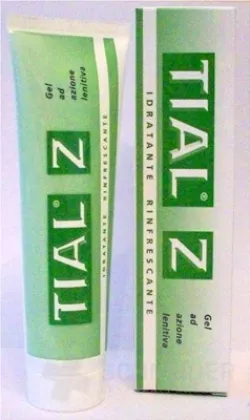 Gel
ad
azione
lenitiva
TIAL® Z
IDRATANTE RINFRESCANTE
TIAL® Z
IDRATANTE RINFRESCANTE
Gel
ad
azione
lenitiva